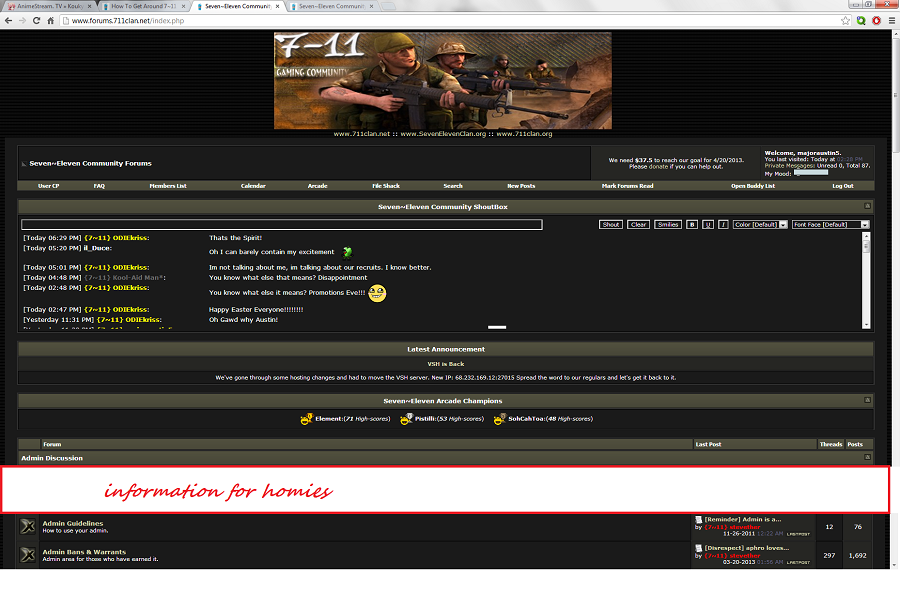 AnimeStream. TV » Kouk
How To Get Around 7-1
Seven~Eleven Communit
Seven~Eleven Communit
www.forums.711clan.net/index.php
7-11
GAMING COMMUNITY
www.711clan.net :: www.SevenElevenClan.org :: www.711clan.org
Seven~Eleven Community Forums
We need $37.5 to reach our goal for 4/20/2013.
Please donate if you can help out.
Welcome, majoraustin5.
You last visited: Today at 02:28 PM
Private Messages: Unread 0, Total 87.
My Mood:
User CP FAQ Members List Calendar Arcade File Shack Search New Posts Mark Forums Read Open Buddy List Log Out
Seven~Eleven Community ShoutBox
Shout Clear Smilies B U I Color [Default] Font Face [Default]
[Today 06:29 PM] {7~11} ODIEkriss: Thats the Spirit!
[Today 05:20 PM] il_Duce: Oh I can barely contain my excitement
[Today 05:01 PM] {7~11} ODIEkriss: Im not talking about me, im talking about our recruits. I know better.
[Today 04:48 PM] {7~11} Kool-Aid Man*: You know what else that means? Disappointment
[Today 02:48 PM] {7~11} ODIEkriss: You know what else it means? Promotions Eve!!!
[Today 02:47 PM] {7~11} ODIEkriss: Happy Easter Everyone!!!!!!!!
[Yesterday 11:31 PM] {7~11} ODIEkriss: Oh Gawd why Austin!
Latest Announcement
VSH is Back
We've gone through some hosting changes and had to move the VSH server. New IP: 68.232.169.12:27015 Spread the word to our regulars and let's get it back to it.
Seven~Eleven Arcade Champions
Element:(71 High-scores) Pistilli:(53 High-scores) SohCahToa:(48 High-scores)
Forum Last Post Threads Posts
Admin Discussion
information for homies
Admin Guidelines
How to use your admin.
[Reminder] Admin is a...
by {7~11} stevether
11-26-2011 12:22 AM LASTPOST
12 76
Admin Bans & Warrants
Admin area for those who have earned it.
[Disrespect] aphro loves...
by {7~11} stevether
03-20-2013 01:56 AM LASTPOST
297 1,692